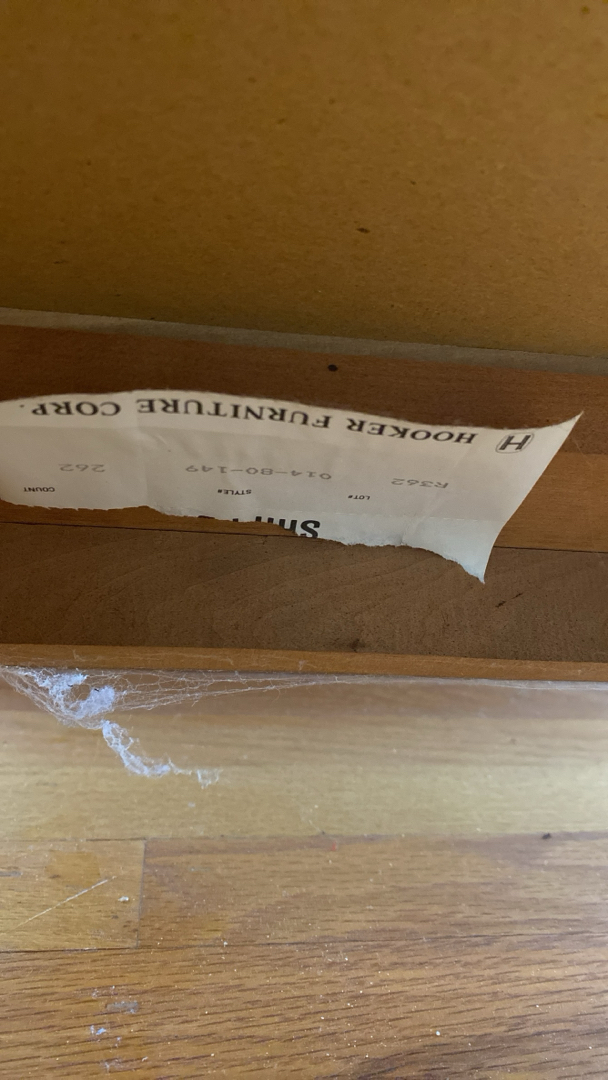 LOT# STYLE# COUNT
R362 014-80-149 262
H HOOKER FURNITURE CORP.